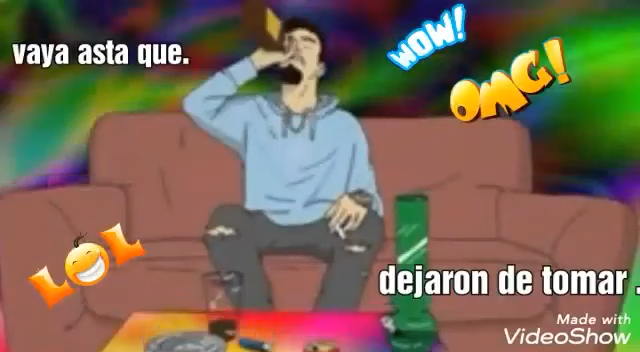 vaya asta que.
WOW!
OMG!
LOL
dejaron de tomar .
Made with
VideoShow